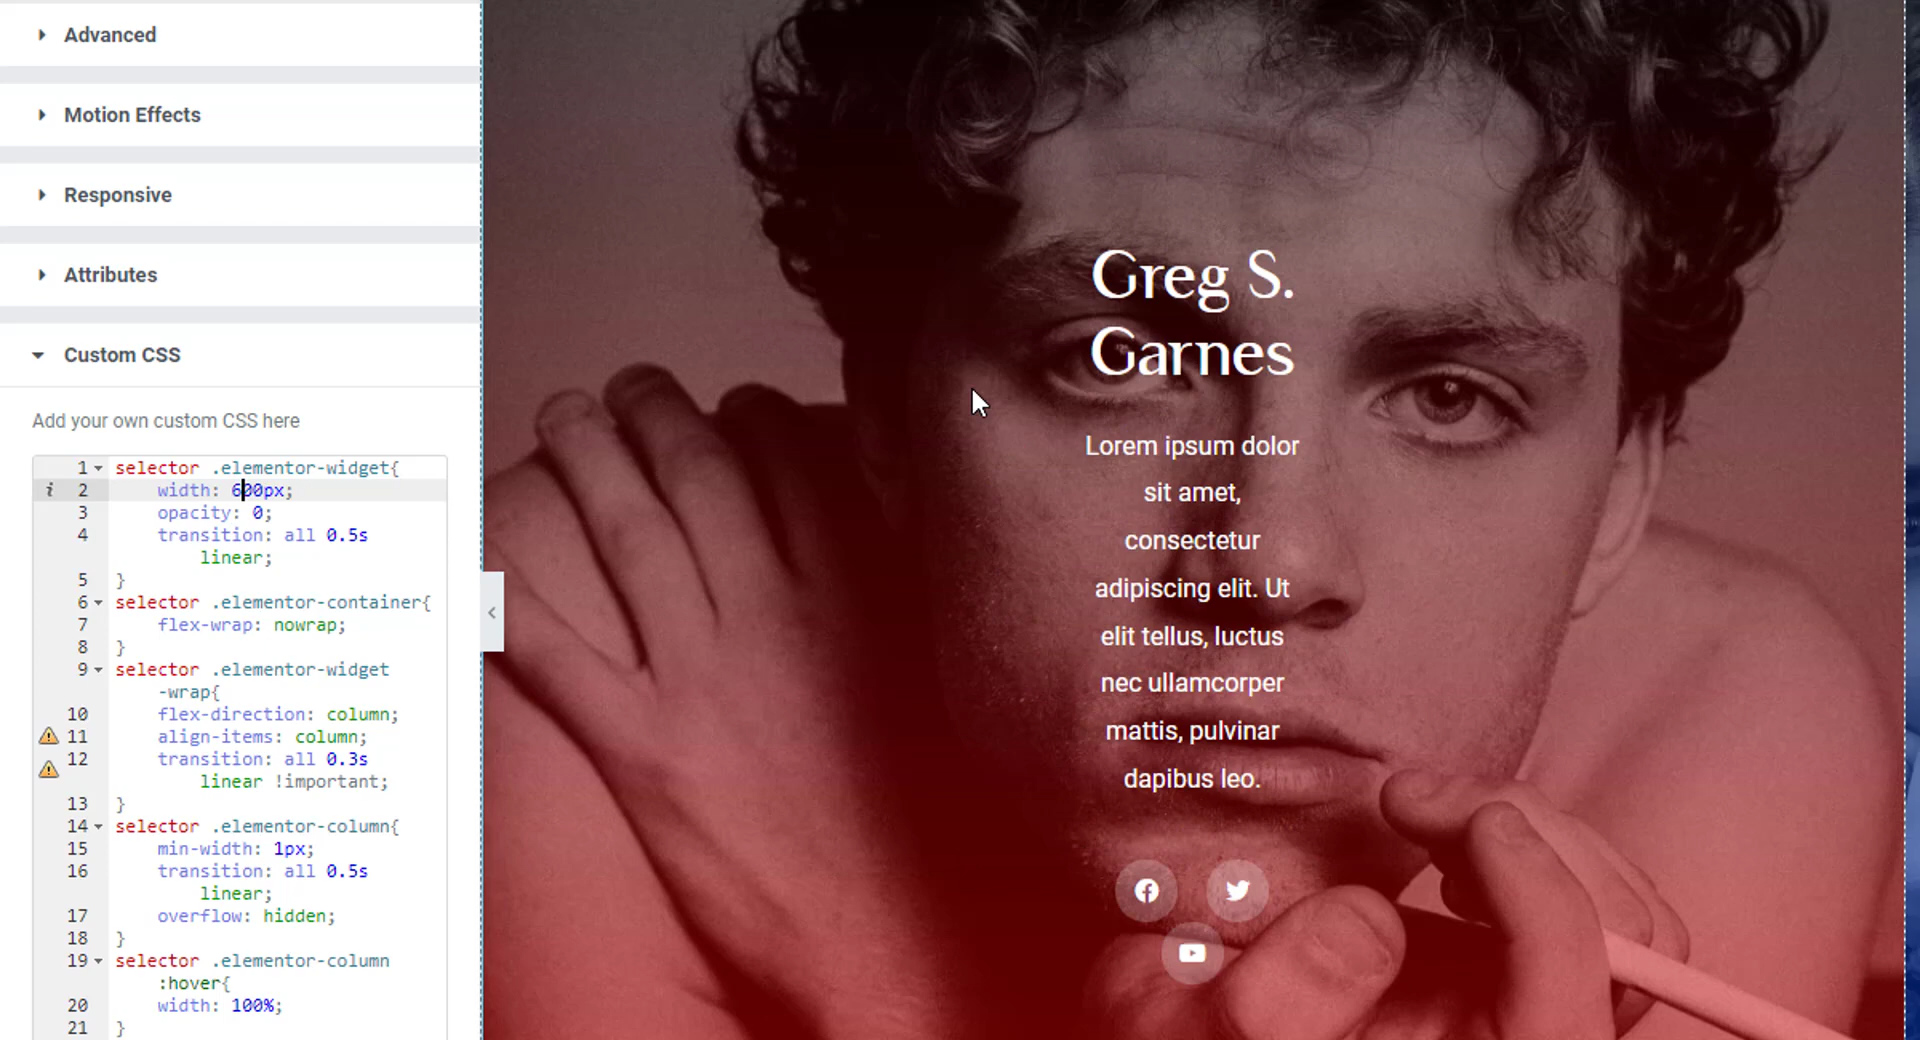 Advanced
Motion Effects
Responsive
Attributes
Custom CSS
Add your own custom CSS here
1 selector .elementor-widget{
i 2 width: 600px;
3 opacity: 0;
4 transition: all 0.5s
linear;
5 }
6 selector .elementor-container{
7 flex-wrap: nowrap;
8 }
9 selector .elementor-widget
-wrap{
10 flex-direction: column;
11 align-items: column;
12 transition: all 0.3s
linear !important;
13 }
14 selector .elementor-column{
15 min-width: 1px;
16 transition: all 0.5s
linear;
17 overflow: hidden;
18 }
19 selector .elementor-column
:hover{
20 width: 100%;
21 }
Greg S.
Garnes
Lorem ipsum dolor
sit amet,
consectetur
adipiscing elit. Ut
elit tellus, luctus
nec ullamcorper
mattis, pulvinar
dapibus leo.